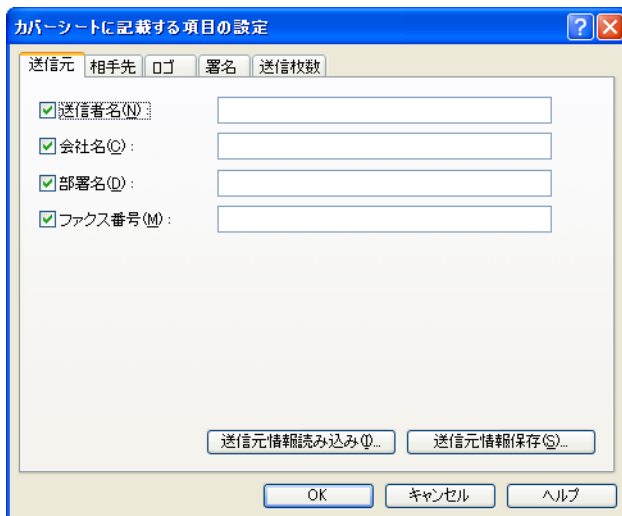 カバーシートに記載する項目の設定
送信元 相手先 ロゴ 署名 送信枚数
送信者名(N):
会社名(C):
部署名(D):
ファクス番号(M):
送信元情報読み込み(I)... 送信元情報保存(S)...
OK キャンセル ヘルプ